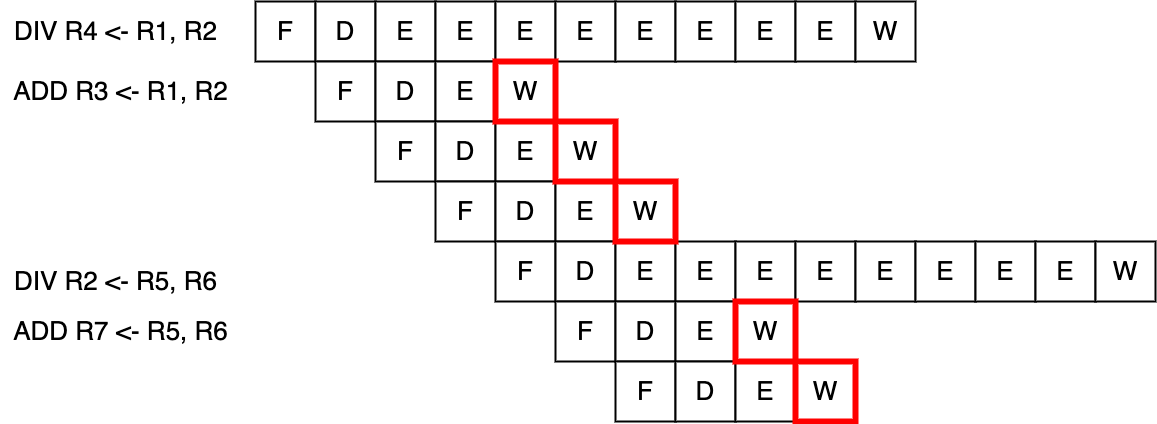 DIV R4 <- R1, R2 F D E E E E E E E E W
ADD R3 <- R1, R2 F D E W
F D E W
F D E W
DIV R2 <- R5, R6 F D E E E E E E E E W
ADD R7 <- R5, R6 F D E W
F D E W